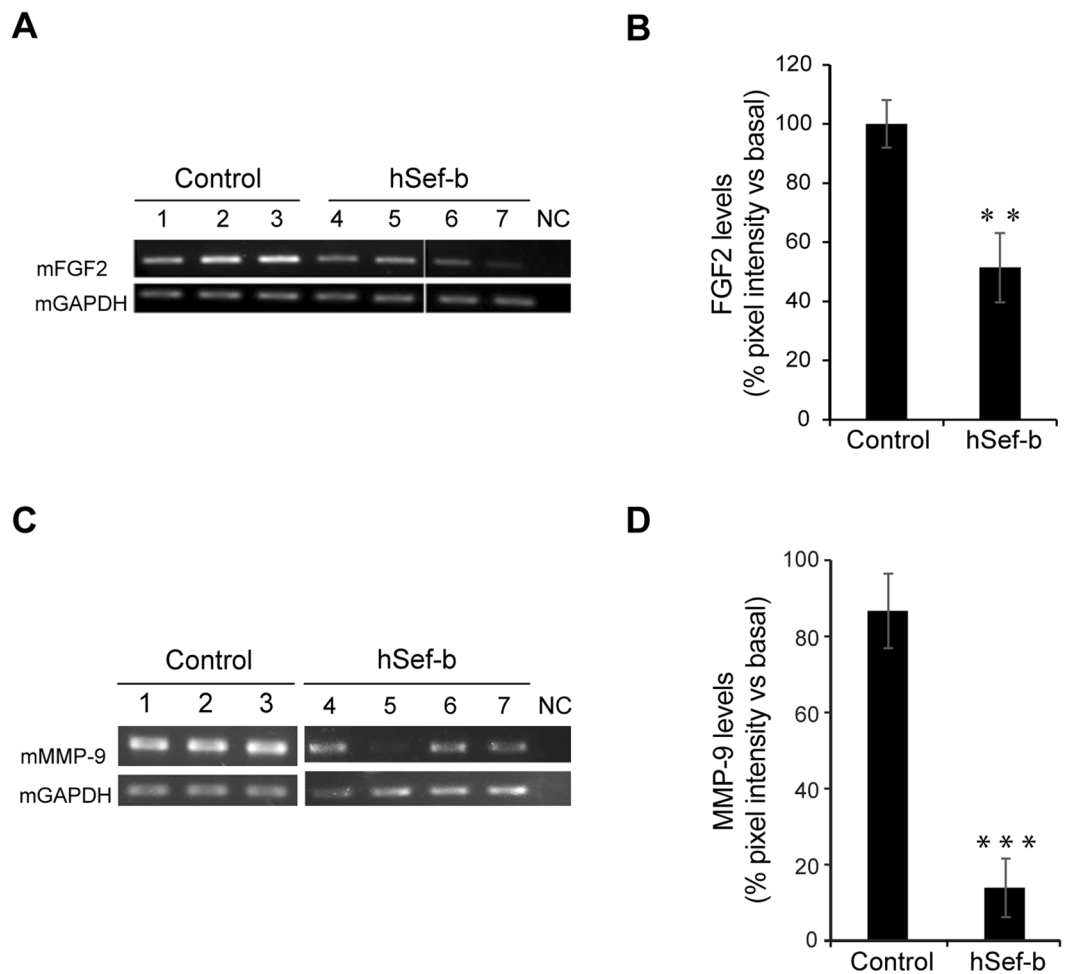 A
Control hSef-b
1 2 3 4 5 6 7 NC
mFGF2
mGAPDH
B
FGF2 levels
(% pixel intensity vs basal)
120
100
80
60
40
20
0
* *
Control hSef-b
C
Control hSef-b
1 2 3 4 5 6 7 NC
mMMP-9
mGAPDH
D
MMP-9 levels
(% pixel intensity vs basal)
100
80
60
40
20
0
* * *
Control hSef-b